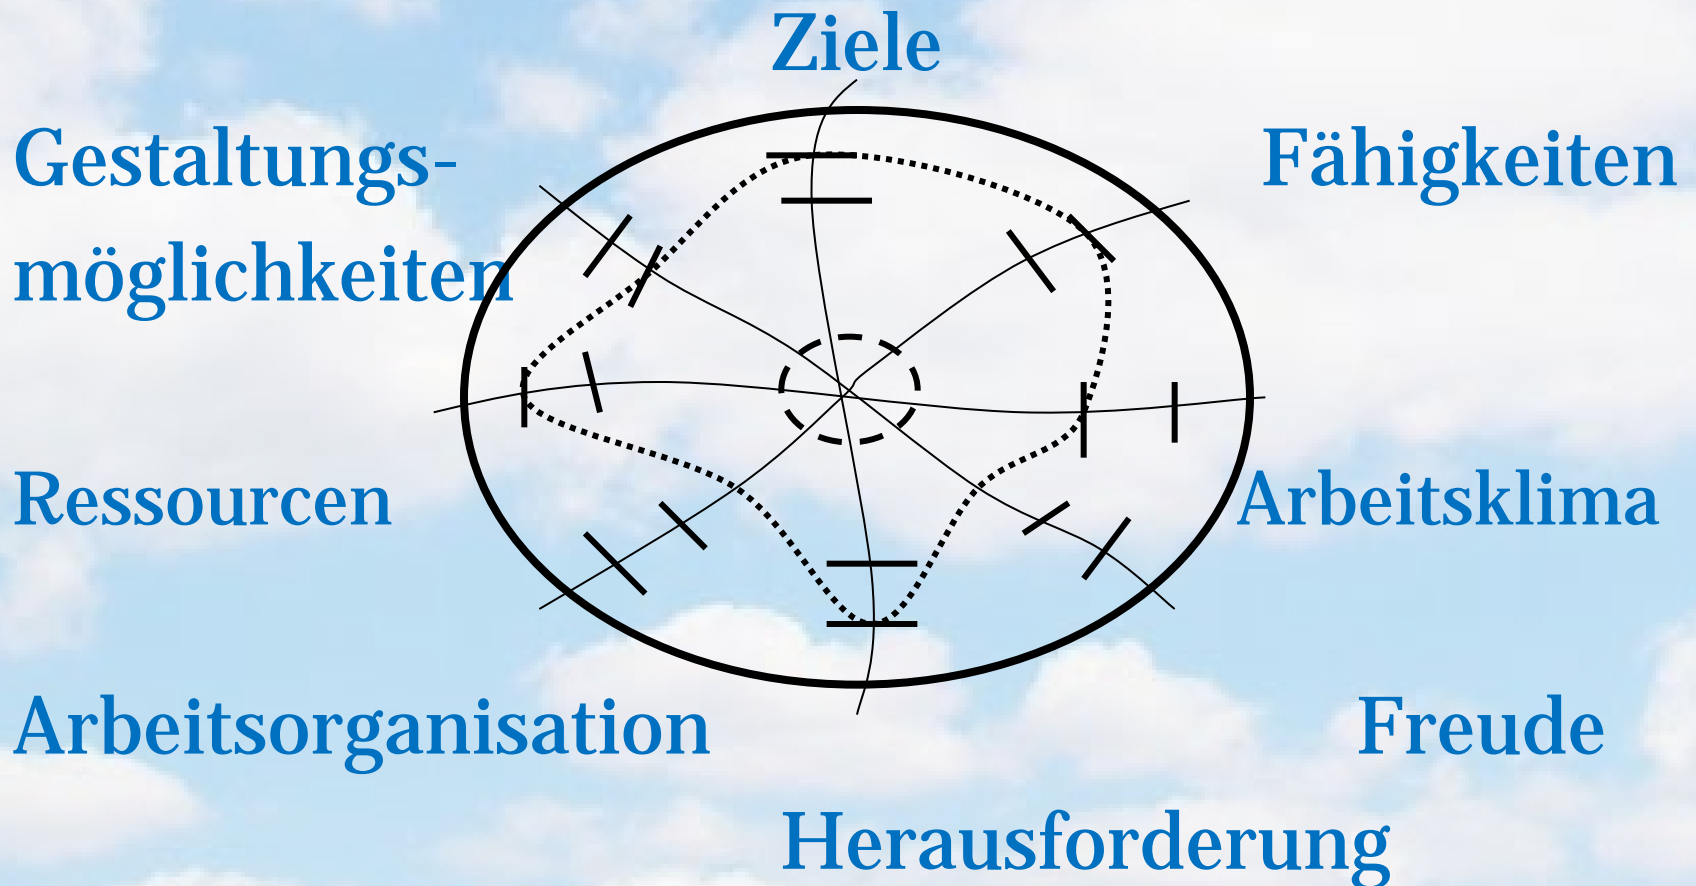 Ziele
Gestaltungs-
möglichkeiten
Fähigkeiten
Ressourcen
Arbeitsklima
Arbeitsorganisation
Freude
Herausforderung